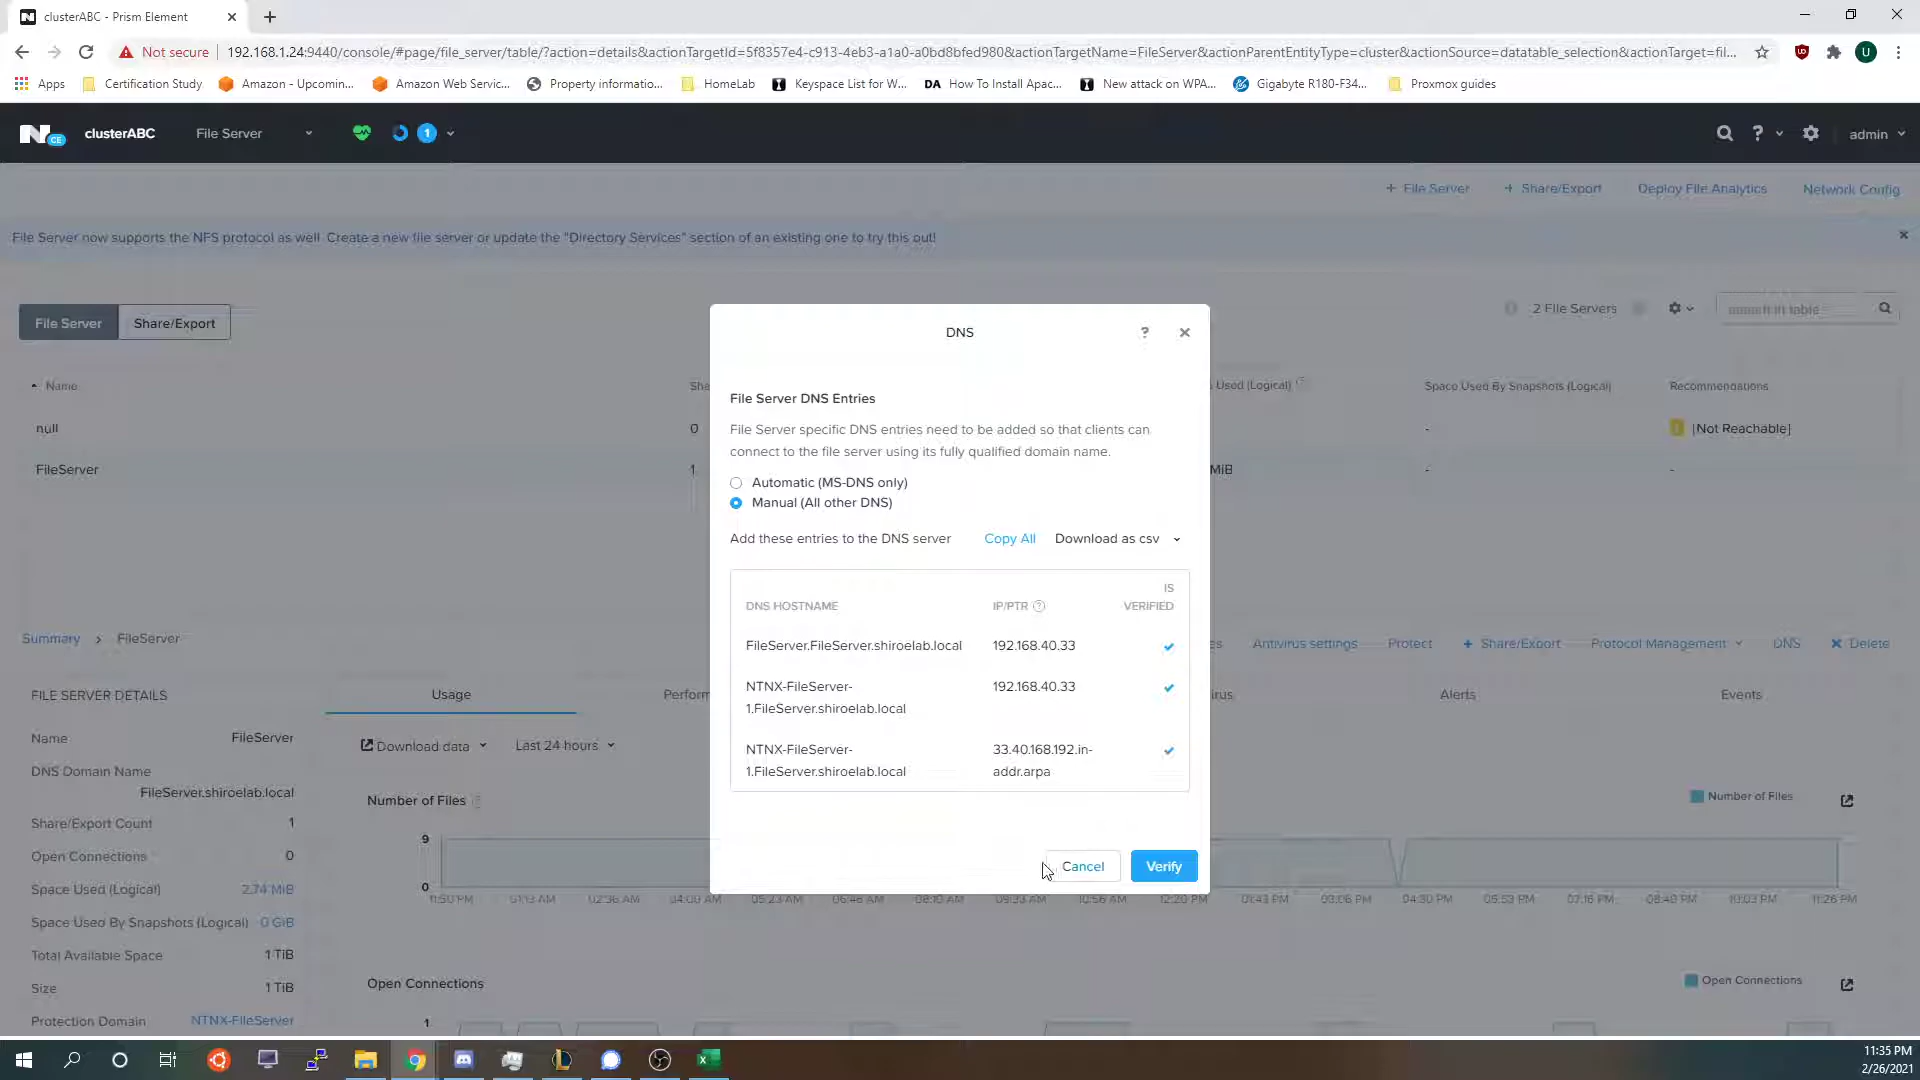 clusterABC - Prism Element
Not secure 192.168.1.24:9440/console/#page/file_server/table/?action=details&actionTargetId=5f8357e4-c913-4eb3-a1a0-a0bd8bfed980&actionTargetName=FileServer&actionParentEntityType=cluster&actionSource=datatable_selection&actionTarget=fil... U
Apps Certification Study Amazon - Upcomin... Amazon Web Servic... Property informatio... HomeLab Keyspace List for W... DA How To Install Apac... New attack on WPA... Gigabyte R180-F34... Proxmox guides
N CE clusterABC File Server 1 ? admin
+ File Server + Share/Export Deploy File Analytics Network Config
File Server now supports the NFS protocol as well. Create a new file server or update the "Directory Services" section of an existing one to try this out!
File Server Share/Export 2 File Servers search in table
DNS ?
Name Sha Used (Logical) Space Used By Snapshots (Logical) Recommendations
null 0 - [Not Reachable]
FileServer 1 MiB - -
File Server DNS Entries
File Server specific DNS entries need to be added so that clients can
connect to the file server using its fully qualified domain name.
Automatic (MS-DNS only)
Manual (All other DNS)
Add these entries to the DNS server Copy All Download as csv
DNS HOSTNAME IP/PTR ? IS
VERIFIED
FileServer.FileServer.shiroelab.local 192.168.40.33
NTNX-FileServer-
1.FileServer.shiroelab.local 192.168.40.33
NTNX-FileServer-
1.FileServer.shiroelab.local 33.40.168.192.in-
addr.arpa
Cancel Verify
Summary > FileServer es Antivirus settings Protect + Share/Export Protocol Management DNS Delete
FILE SERVER DETAILS Usage Perform irus Alerts Events
Name FileServer
DNS Domain Name
FileServer.shiroelab.local
Share/Export Count 1
Open Connections 0
Space Used (Logical) 2.74 MiB
Space Used By Snapshots (Logical) 0 GiB
Total Available Space 1 TiB
Size 1 TiB
Protection Domain NTNX-FileServer
Download data Last 24 hours
Number of Files Number of Files
9
0
11:50 PM 01:13 AM 02:36 AM 04:00 AM 05:23 AM 06:46 AM 08:10 AM 09:33 AM 10:56 AM 12:20 PM 01:43 PM 03:06 PM 04:30 PM 05:53 PM 07:16 PM 08:40 PM 10:03 PM 11:26 PM
Open Connections Open Connections
1
11:35 PM
2/26/2021